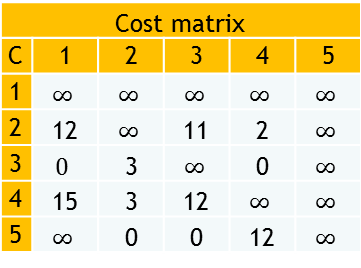 Cost matrix
C 1 2 3 4 5
1 ∞ ∞ ∞ ∞ ∞
2 12 ∞ 11 2 ∞
3 0 3 ∞ 0 ∞
4 15 3 12 ∞ ∞
5 ∞ 0 0 12 ∞